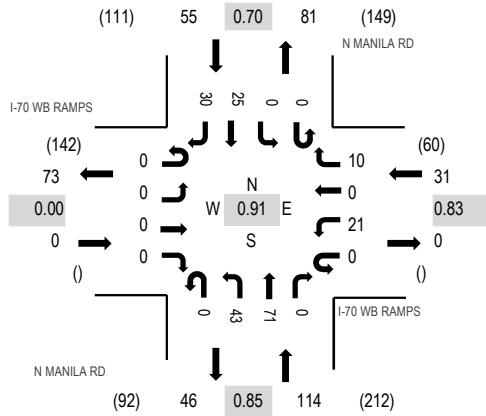 (111) 55 0.70 81 (149)
N MANILA RD
I-70 WB RAMPS
30 25 0 0
(142) (60)
73 0 10 31
0.00 0 N 0 0.83
W 0.91 E
0 0 S 21 0
() 0 0 ()
0 43 71 0
I-70 WB RAMPS
N MANILA RD
(92) 46 0.85 114 (212)